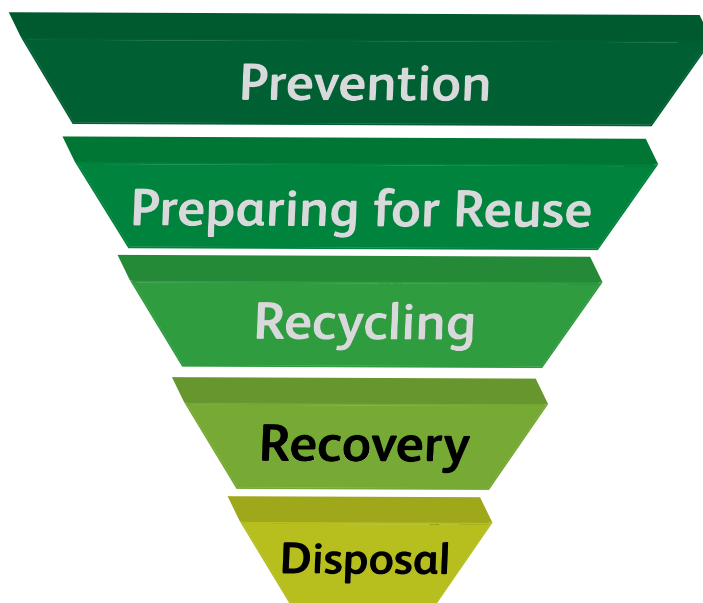 Prevention
Preparing for Reuse
Recycling
Recovery
Disposal